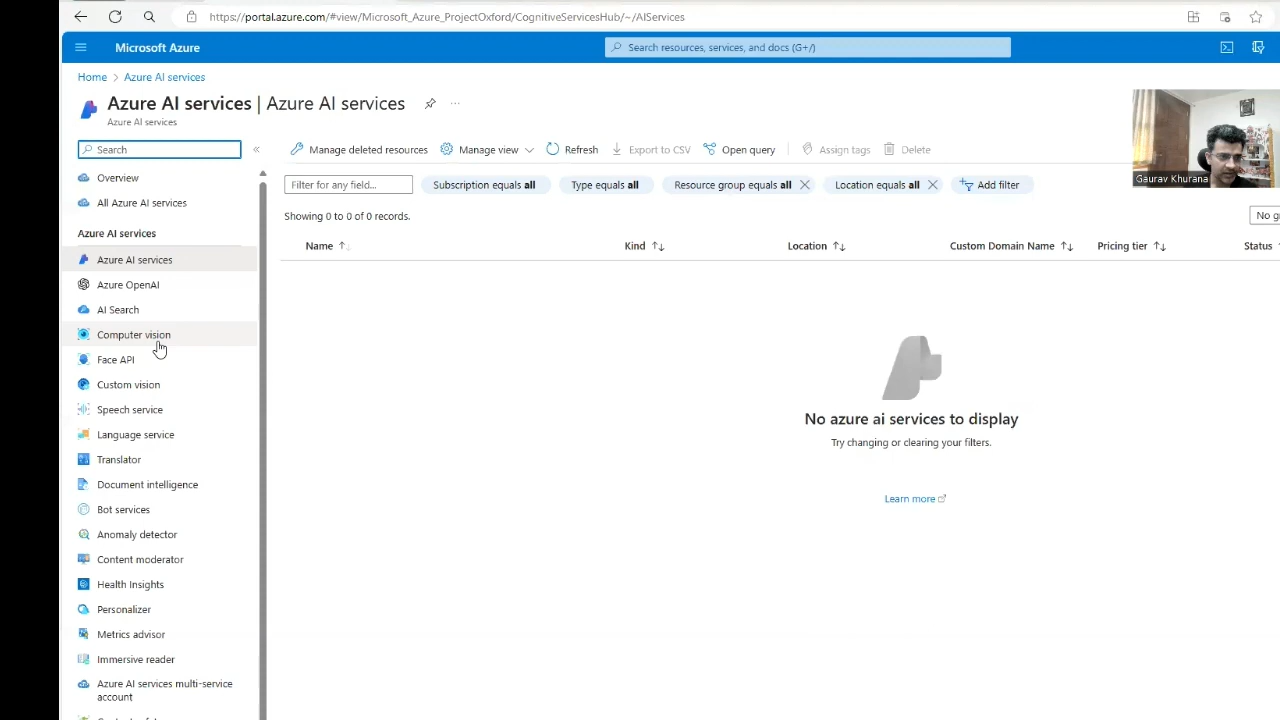 https://portal.azure.com/#view/Microsoft_Azure_ProjectOxford/CognitiveServicesHub/~/AIServices
Microsoft Azure
Search resources, services, and docs (G+/)
Home > Azure AI services
Azure AI services | Azure AI services
Azure AI services
Search
Overview
All Azure AI services
Azure AI services
Azure AI services
Azure OpenAI
AI Search
Computer vision
Face API
Custom vision
Speech service
Language service
Translator
Document intelligence
Bot services
Anomaly detector
Content moderator
Health Insights
Personalizer
Metrics advisor
Immersive reader
Azure AI services multi-service
account
Manage deleted resources
Manage view
Refresh
Export to CSV
Open query
Assign tags
Delete
Filter for any field...
Subscription equals all
Type equals all
Resource group equals all
Location equals all
Add filter
Showing 0 to 0 of 0 records.
No
Name
Kind
Location
Custom Domain Name
Pricing tier
Status
No azure ai services to display
Try changing or clearing your filters.
Learn more
Gaurav Khurana